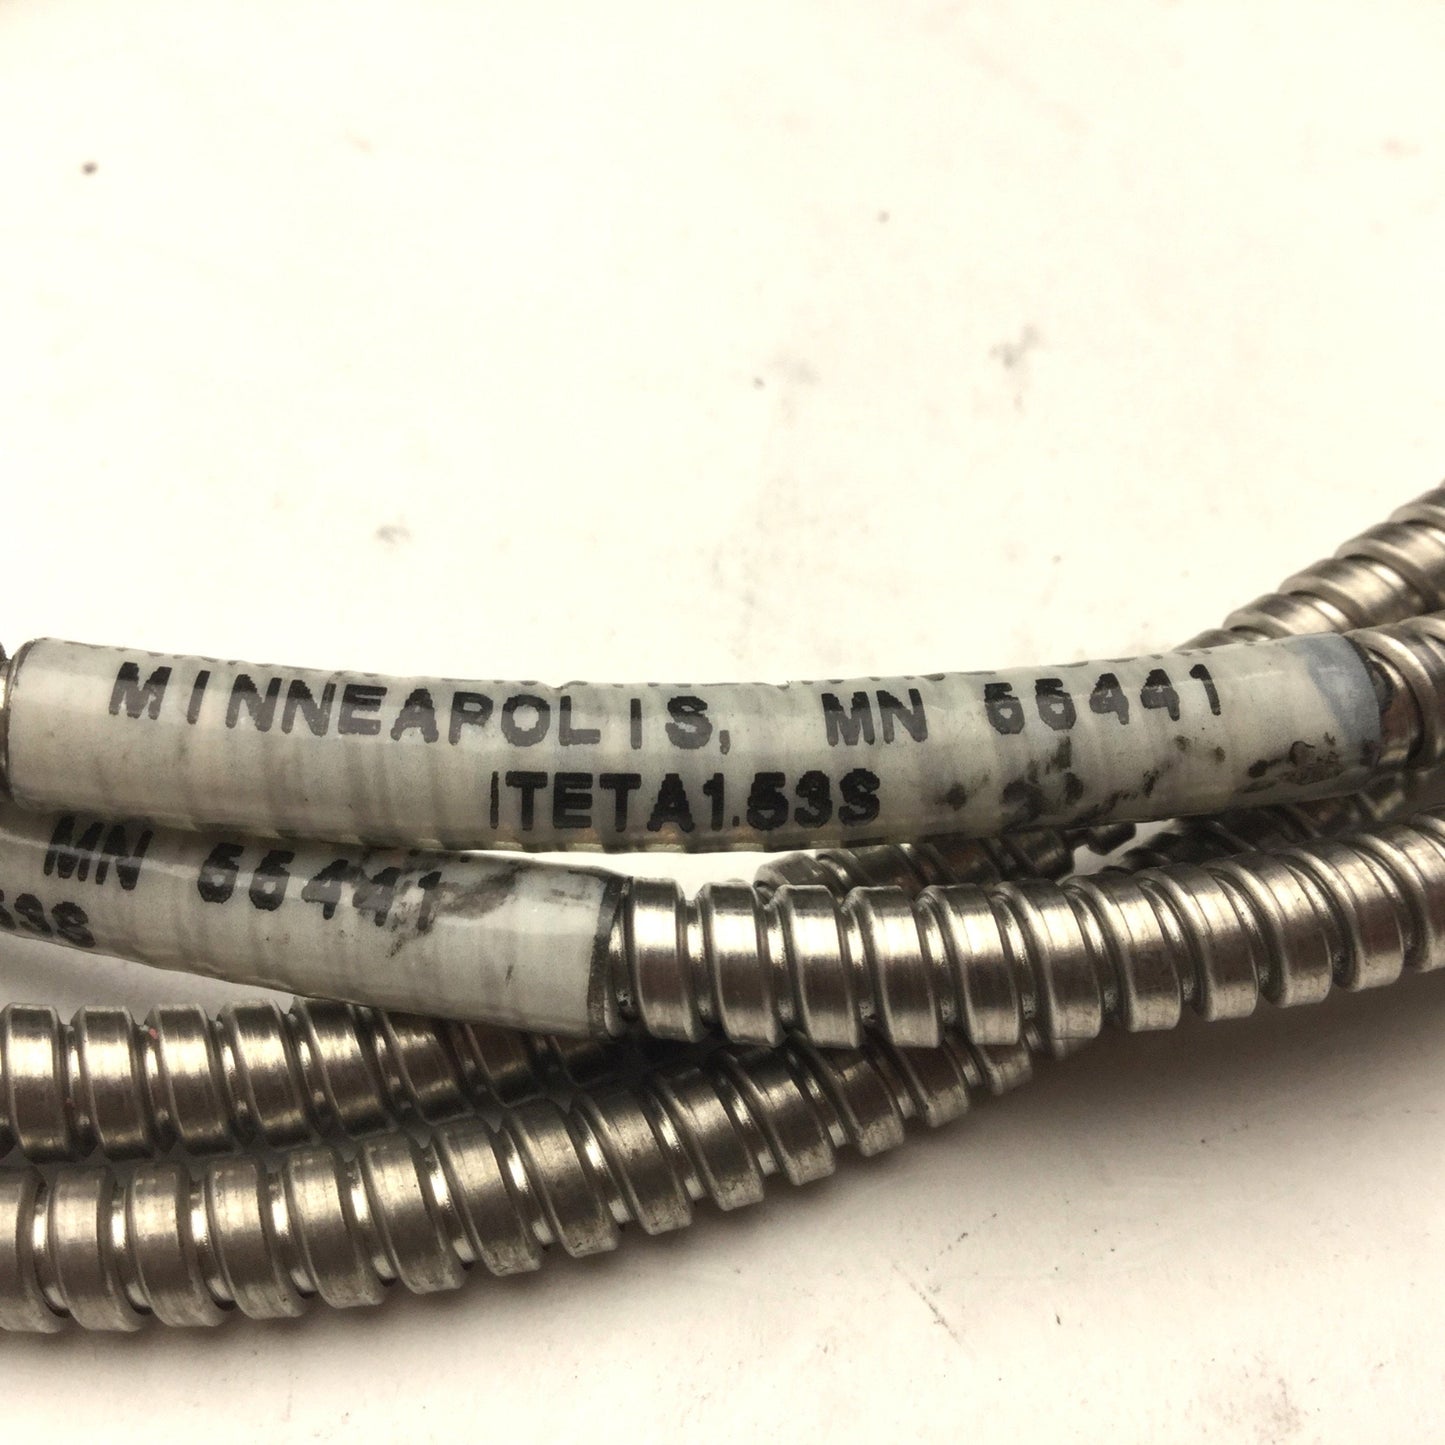 MINNEAPOLIS, MN 55441
ITETA1.53S
MN 55441
53S